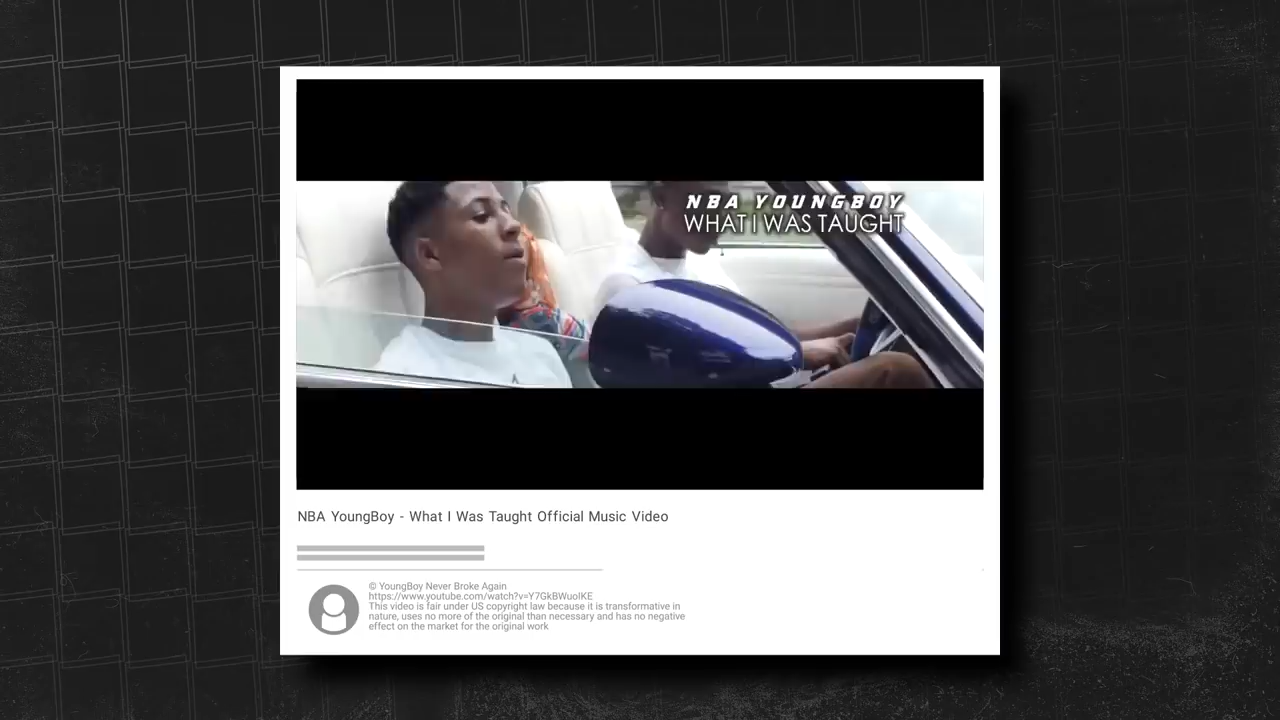 NBA YOUNGBOY
WHAT I WAS TAUGHT
NBA YoungBoy - What I Was Taught Official Music Video
© YoungBoy Never Broke Again
https://www.youtube.com/watch?v=Y7GkBWuoIKE
This video is fair under US copyright law because it is transformative in
nature, uses no more of the original than necessary and has no negative
effect on the market for the original work